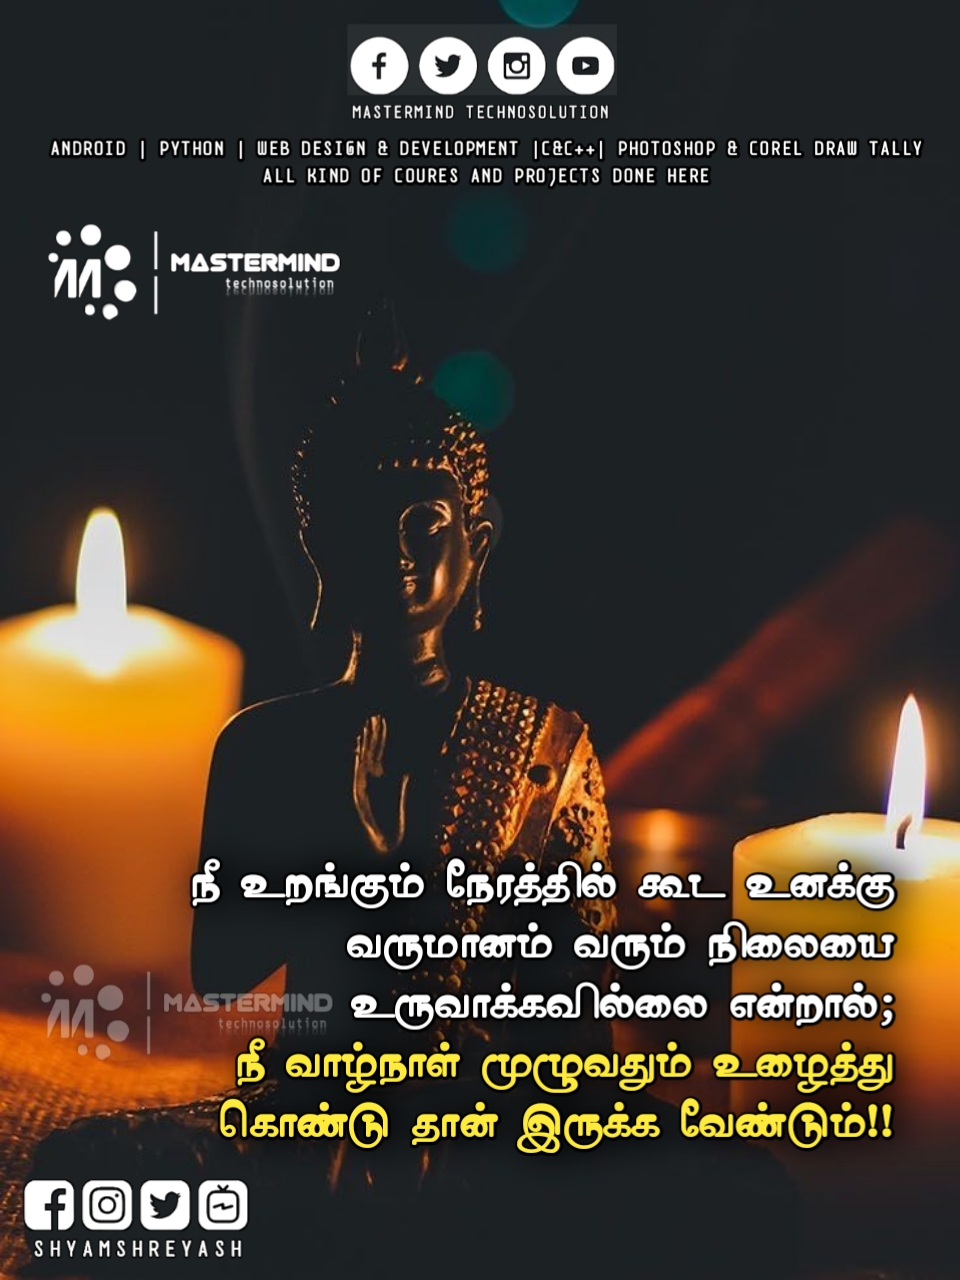 MASTERMIND TECHNOSOLUTION
ANDROID | PYTHON | WEB DESIGN & DEVELOPMENT |C&C++| PHOTOSHOP & COREL DRAW TALLY
ALL KIND OF COURES AND PROJECTS DONE HERE
MASTERMIND
technosolution
நீ உறங்கும் நேரத்தில் கூட உனக்கு
வருமானம் வரும் நிலையை
உருவாக்கவில்லை என்றால்;
நீ வாழ்நாள் முழுவதும் உழைத்து
கொண்டு தான் இருக்க வேண்டும்!!
MASTERMIND
technosolution
SHYAMSHREYASH